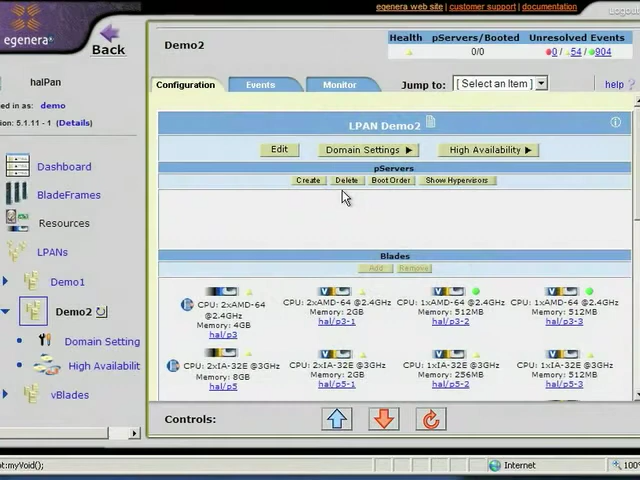 egenera web site | customer support | documentation
Logout
egenera
Back
Demo2
Health pServers/Booted Unresolved Events
0/0 0/ 54/ 904
halPan
Configuration Events Monitor Jump to: [ Select an Item ] help ?
ed in as: demo
sion: 5.1.11 - 1 (Details)
LPAN Demo2
Edit Domain Settings High Availability
pServers
Create Delete Boot Order Show Hypervisors
Dashboard
BladeFrames
Resources
LPANs
Demo1
Demo2
Domain Setting
High Availabilit
vBlades
Blades
Add Remove
CPU: 2xAMD-64 @2.4GHz Memory: 4GB hal/p3
CPU: 2xAMD-64 @2.4GHz Memory: 2GB hal/p3-1
CPU: 1xAMD-64 @2.4GHz Memory: 512MB hal/p3-2
CPU: 1xAMD-64 @2.4GHz Memory: 512MB hal/p3-3
CPU: 2xIA-32E @3GHz Memory: 8GB hal/p5
CPU: 2xIA-32E @3GHz Memory: 2GB hal/p5-1
CPU: 1xIA-32E @3GHz Memory: 256MB hal/p5-2
CPU: 1xIA-32E @3GHz Memory: 512MB hal/p5-3
Controls:
pt:myVoid();
Internet
100%